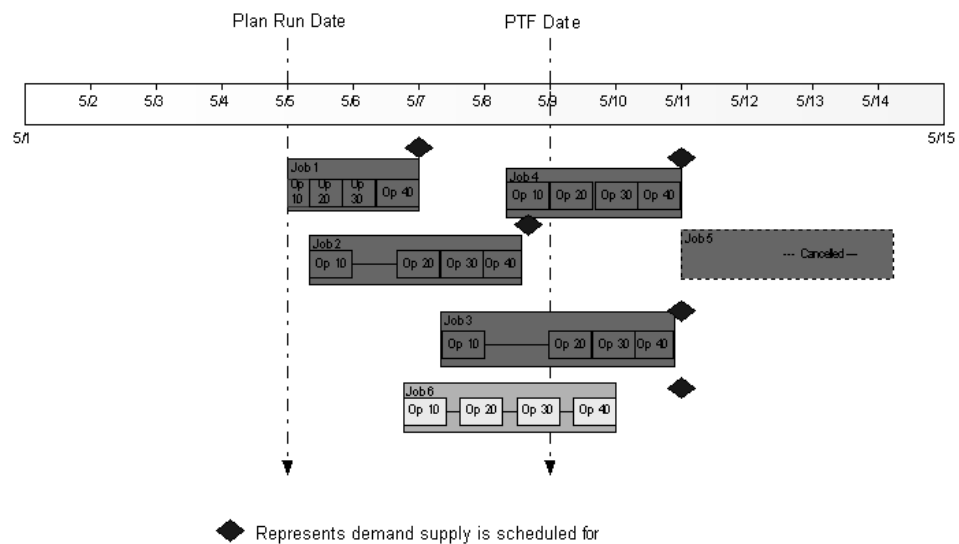 Plan Run Date PTF Date
5/2 5/3 5/4 5/5 5/6 5/7 5/8 5/9 5/10 5/11 5/12 5/13 5/14
5/1 5/15
Job 1
Op 10 Op 20 Op 30 Op 40
Job 4
Op 10 Op 20 Op 30 Op 40
Job 2
Op 10 Op 20 Op 30 Op 40
Job 5
--- Cancelled —
Job 3
Op 10 Op 20 Op 30 Op 40
Job 6
Op 10 Op 20 Op 30 Op 40
Represents demand supply is scheduled for